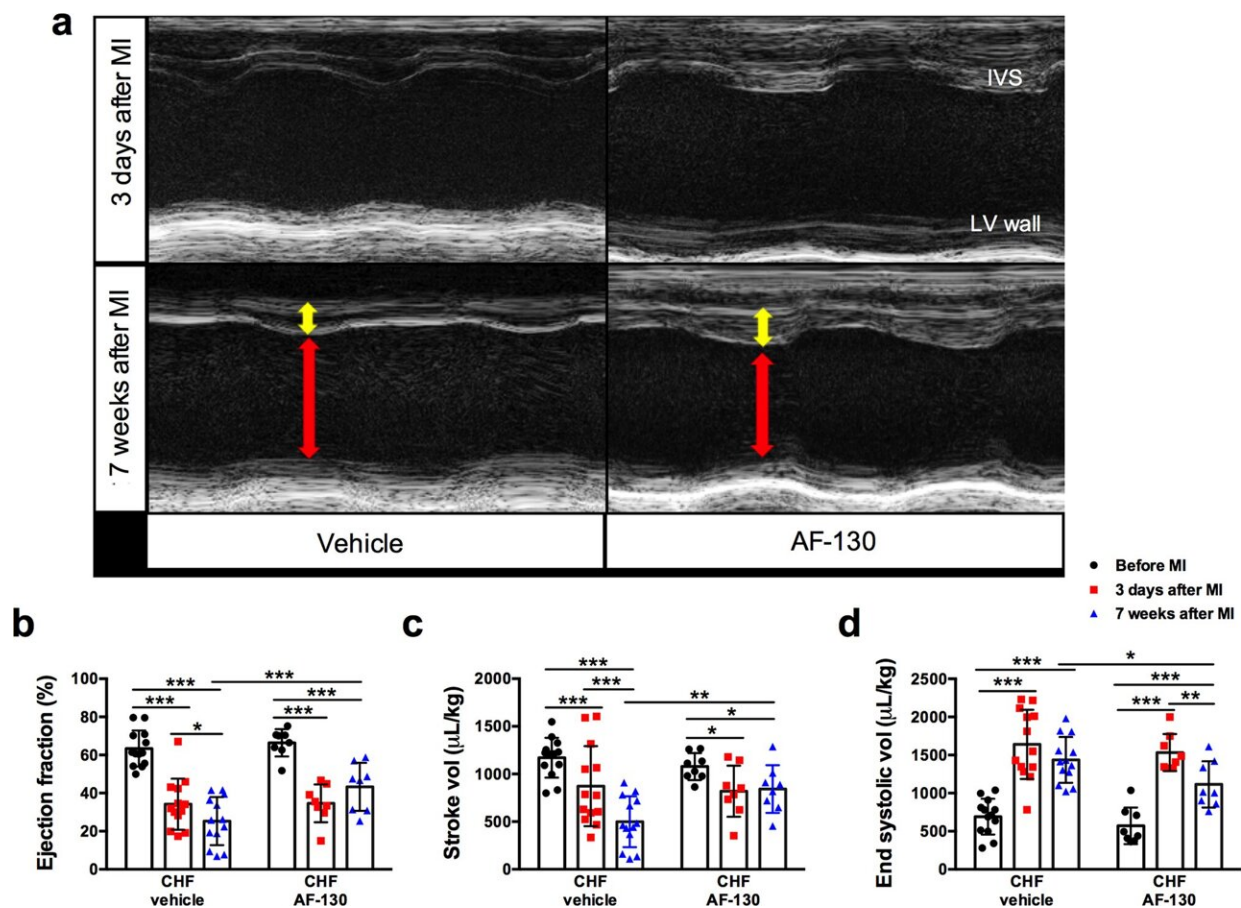 a
3 days after MI
IVS
LV wall
7 weeks after MI
Vehicle
AF-130
Before MI
3 days after MI
7 weeks after MI
b
Ejection fraction (%)
100
80
60
40
20
0
***
***
***
*
***
***
CHF
vehicle
CHF
AF-130
c
Stroke vol (μL/kg)
2000
1500
1000
500
0
***
***
***
**
*
*
CHF
vehicle
CHF
AF-130
d
End systolic vol (μL/kg)
2500
2000
1500
1000
500
0
***
***
*
***
***
**
CHF
vehicle
CHF
AF-130